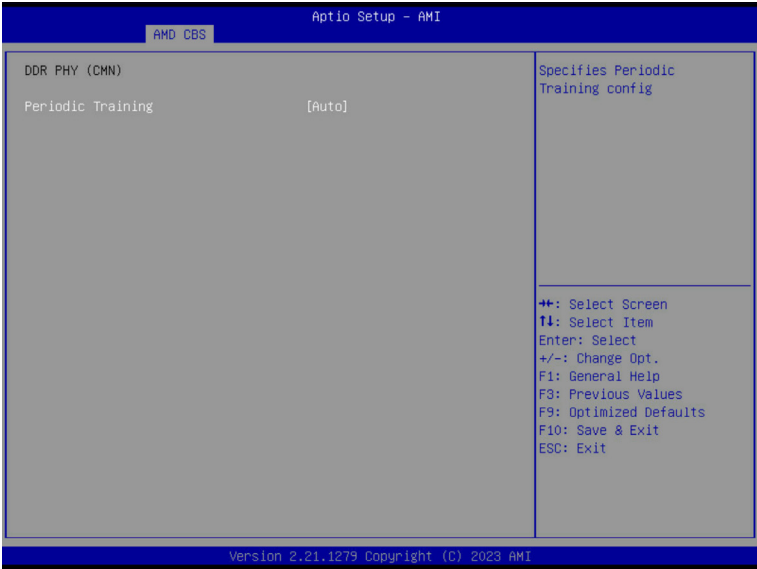 Aptio Setup – AMI
AMD CBS
DDR PHY (CMN)
Periodic Training [Auto]
Specifies Periodic
Training config
→←: Select Screen
↑↓: Select Item
Enter: Select
+/-: Change Opt.
F1: General Help
F3: Previous Values
F9: Optimized Defaults
F10: Save & Exit
ESC: Exit
Version 2.21.1279 Copyright (C) 2023 AMI